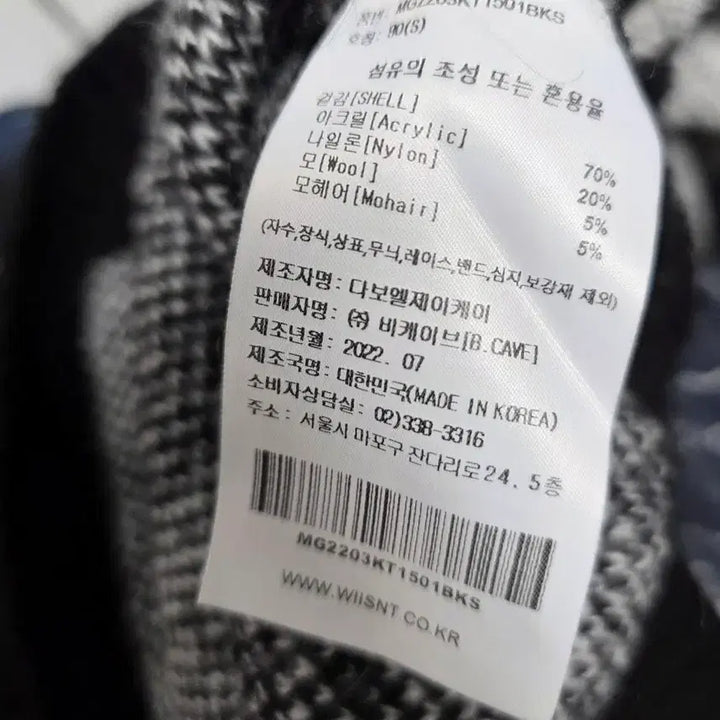 품번: MG2203KT1501BKS
호칭: 90(S)
섬유의 조성 또는 혼용율
겉감[SHELL]
아크릴[Acrylic] 70%
나일론[Nylon] 20%
모[Wool] 5%
모헤어[Mohair] 5%
(자수,장식,상표,무늬,레이스,밴드,심지,보강재 제외)
제조자명: 다보엘제이케이
판매자명: ㈜ 비케이브[B.CAVE]
제조년월: 2022. 07
제조국명: 대한민국(MADE IN KOREA)
소비자상담실: 02)338-3316
주소: 서울시 마포구 잔다리로24. 5층
MG2203KT1501BKS
WWW.WIISNT.CO.KR